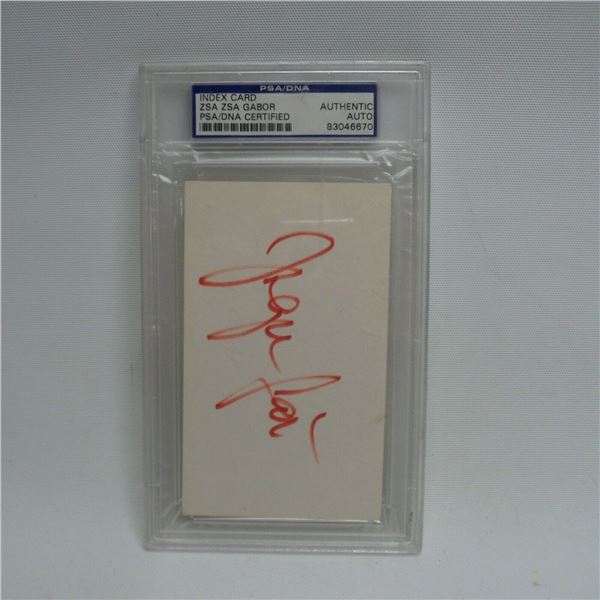 PSA/DNA
INDEX CARD
ZSA ZSA GABOR
PSA/DNA CERTIFIED
AUTHENTIC
AUTO
83046670